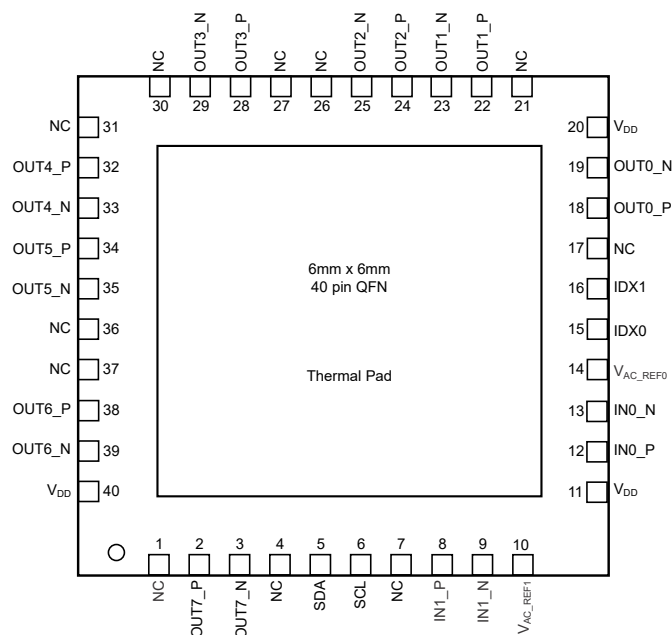 NC
OUT3_N
OUT3_P
NC
NC
OUT2_N
OUT2_P
OUT1_N
OUT1_P
NC
30
29
28
27
26
25
24
23
22
21
NC
31
OUT4_P
32
OUT4_N
33
OUT5_P
34
OUT5_N
35
NC
36
NC
37
OUT6_P
38
OUT6_N
39
VDD
40
6mm x 6mm
40 pin QFN
Thermal Pad
20
VDD
19
OUT0_N
18
OUT0_P
17
NC
16
IDX1
15
IDX0
14
VAC_REF0
13
IN0_N
12
IN0_P
11
VDD
1
2
3
4
5
6
7
8
9
10
NC
OUT7_P
OUT7_N
NC
SDA
SCL
NC
IN1_P
IN1_N
VAC_REF1